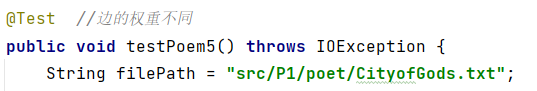 @Test  //边的权重不同
public void testPoem5() throws IOException {
    String filePath = "src/P1/poet/CityofGods.txt";